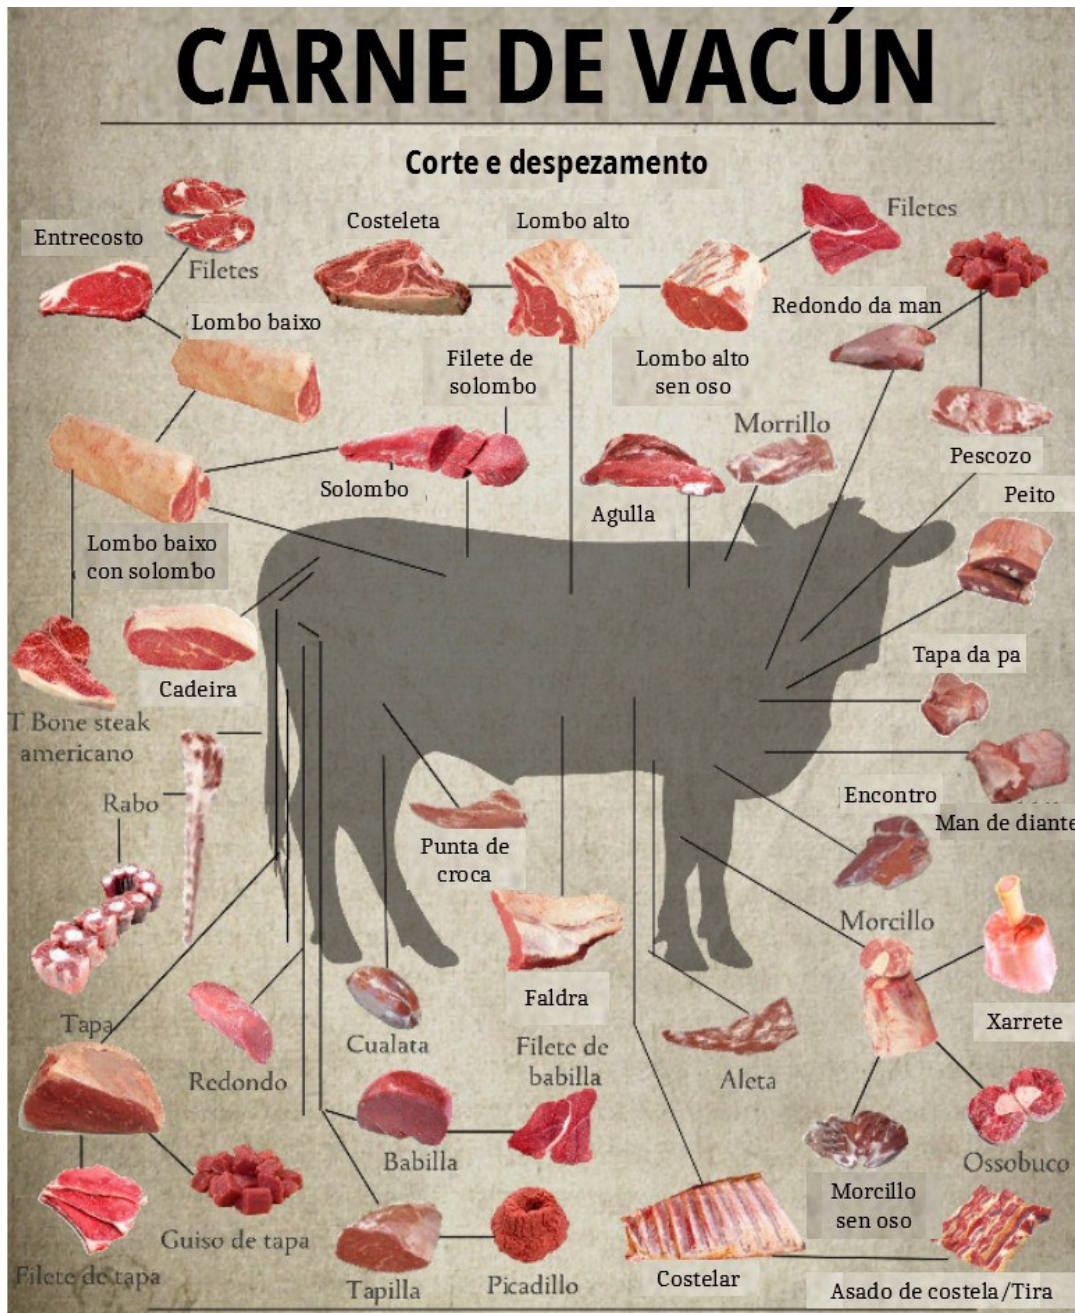 CARNE DE VACÚN
Corte e despezamento
Entrecosto
Filetes
Costeleta
Lombo alto
Filetes
Lombo baixo
Redondo da man
Filete de
solombo
Lombo alto
sen oso
Morrillo
Pescozo
Solombo
Agulla
Peito
Lombo baixo
con solombo
Cadeira
Tapa da pa
T Bone steak
americano
Rabo
Encontro
Man de diante
Punta de
croca
Morcillo
Faldra
Xarrete
Tapa
Redondo
Cualata
Filete de
babilla
Aleta
Babilla
Ossobuco
Morcillo
sen oso
Guiso de tapa
Filete de tapa
Tapilla
Picadillo
Costelar
Asado de costela/Tira